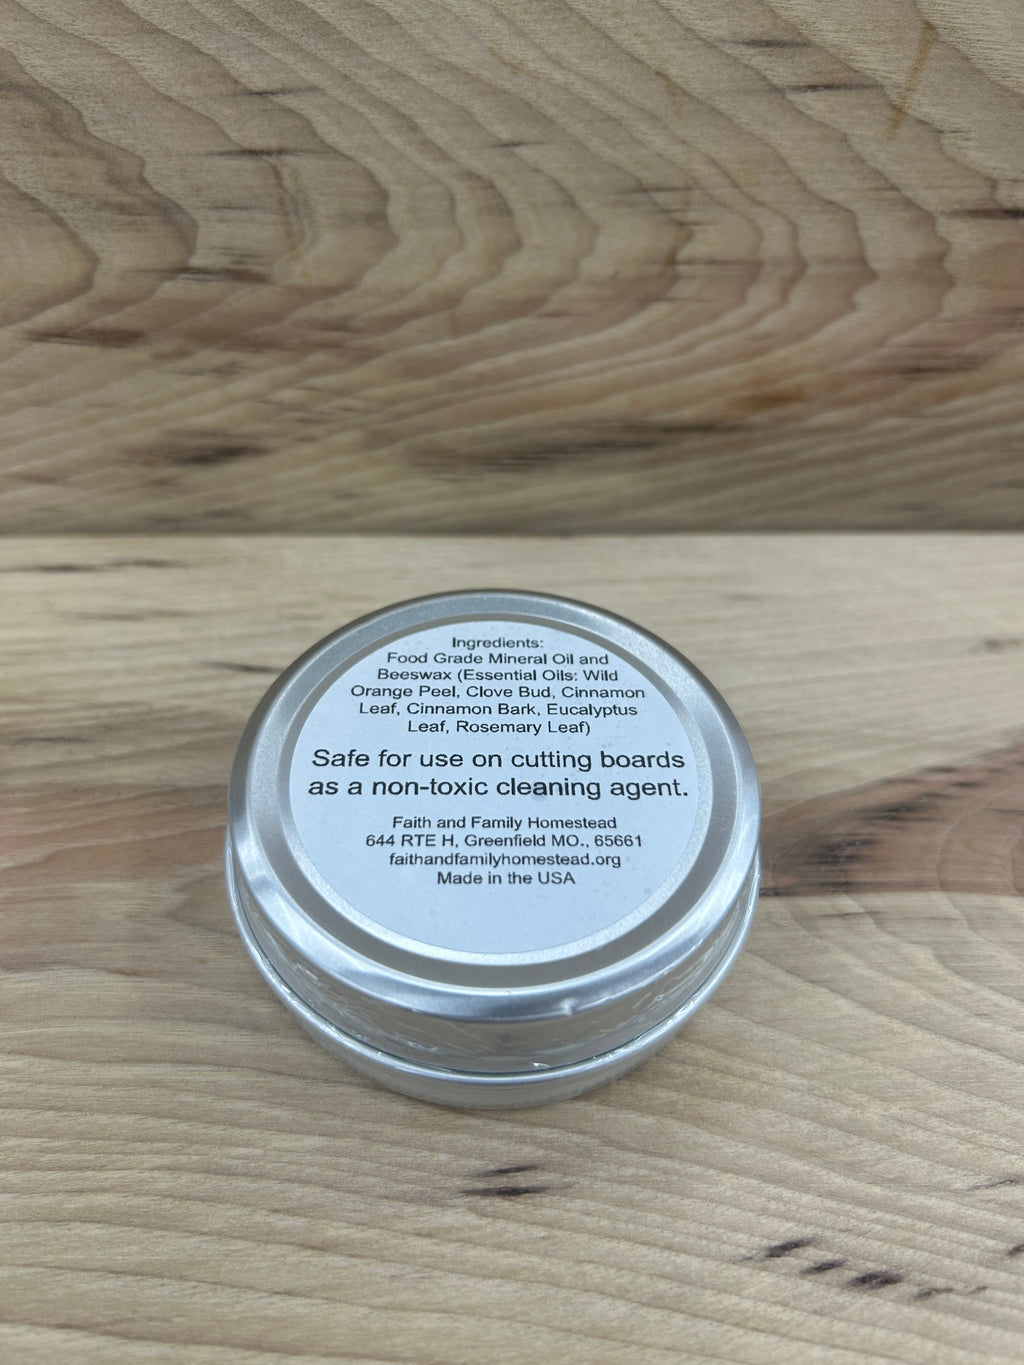 Ingredients:
Food Grade Mineral Oil and
Beeswax (Essential Oils: Wild
Orange Peel, Clove Bud, Cinnamon
Leaf, Cinnamon Bark, Eucalyptus
Leaf, Rosemary Leaf)
Safe for use on cutting boards
as a non-toxic cleaning agent.
Faith and Family Homestead
644 RTE H, Greenfield MO., 65661
faithandfamilyhomestead.org
Made in the USA